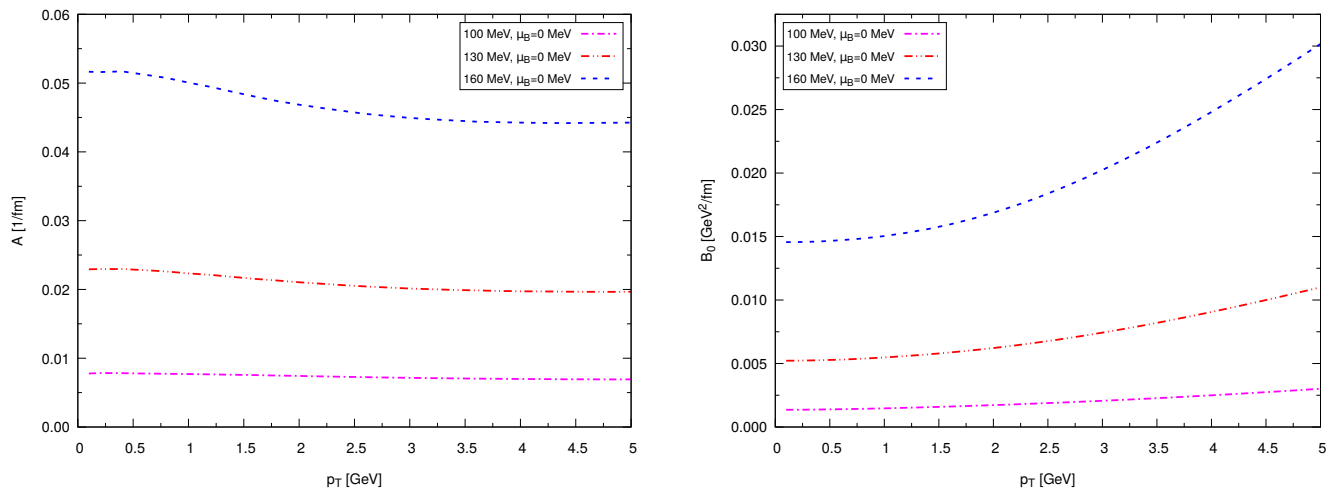 0.06
0.05
0.04
0.03
0.02
0.01
0.00
A [1/fm]
100 MeV, μB=0 MeV
130 MeV, μB=0 MeV
160 MeV, μB=0 MeV
0 0.5 1 1.5 2 2.5 3 3.5 4 4.5 5
pT [GeV]
0.030
0.025
0.020
0.015
0.010
0.005
0.000
B0 [GeV²/fm]
100 MeV, μB=0 MeV
130 MeV, μB=0 MeV
160 MeV, μB=0 MeV
0 0.5 1 1.5 2 2.5 3 3.5 4 4.5 5
pT [GeV]